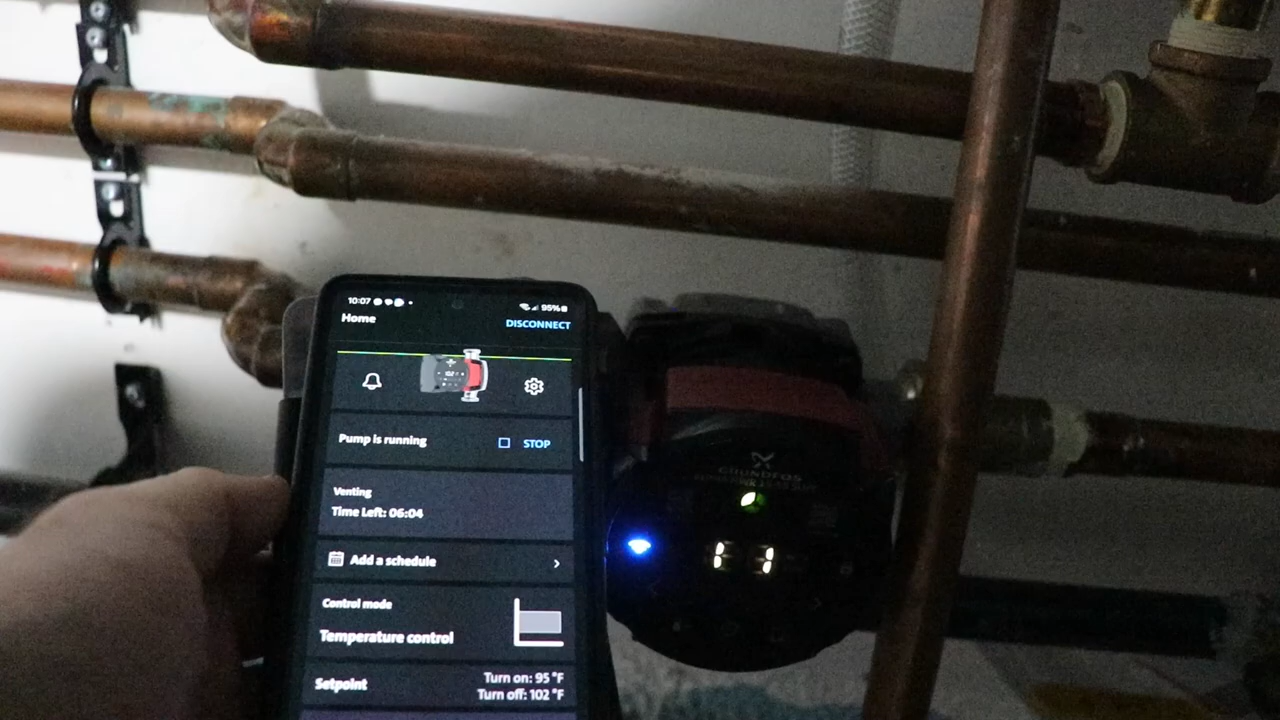 10:07
95%
Home
DISCONNECT
Pump is running
STOP
Venting
Time Left: 06:04
Add a schedule
Control mode
Temperature control
Setpoint
Turn on: 95 °F
Turn off: 102 °F
GRUNDFOS